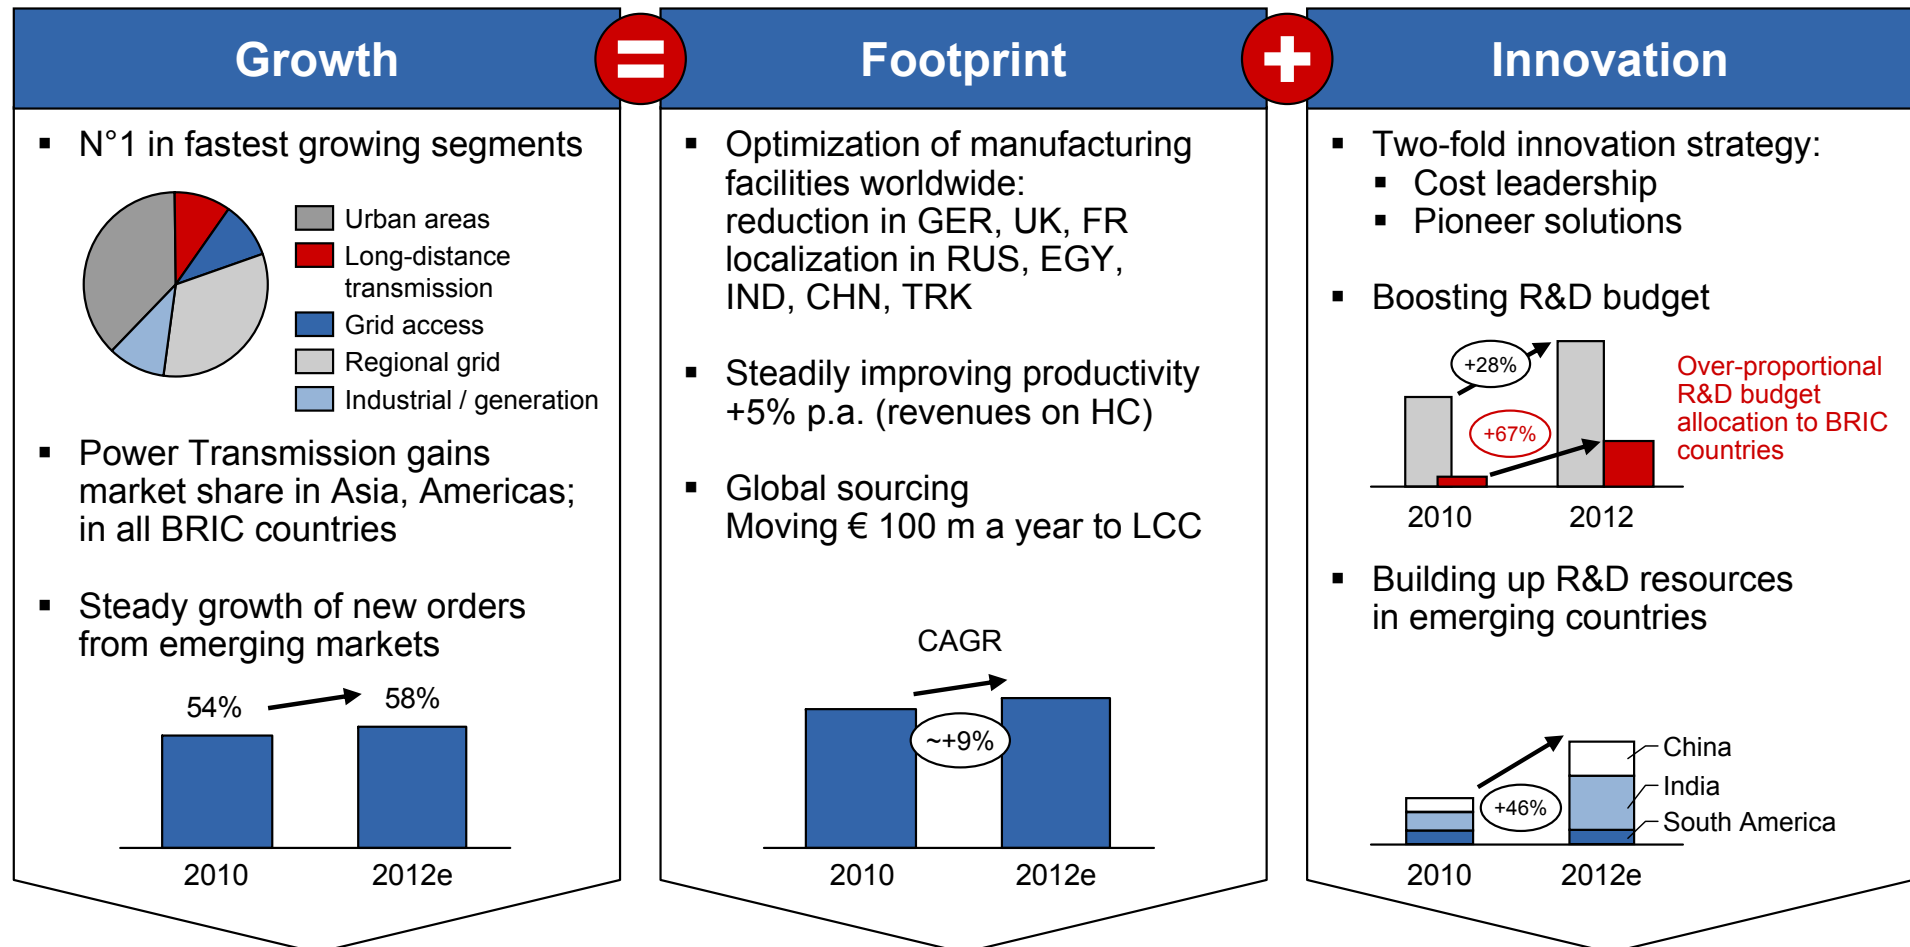 Growth
N°1 in fastest growing segments
Urban areas
Long-distance
transmission
Grid access
Regional grid
Industrial / generation
Power Transmission gains
market share in Asia, Americas;
in all BRIC countries
Steady growth of new orders
from emerging markets
54%
58%
2010
2012e
Footprint
Optimization of manufacturing
facilities worldwide:
reduction in GER, UK, FR
localization in RUS, EGY,
IND, CHN, TRK
Steadily improving productivity
+5% p.a. (revenues on HC)
Global sourcing
Moving € 100 m a year to LCC
CAGR
~+9%
2010
2012e
Innovation
Two-fold innovation strategy:
Cost leadership
Pioneer solutions
Boosting R&D budget
+28%
+67%
Over-proportional
R&D budget
allocation to BRIC
countries
2010
2012
Building up R&D resources
in emerging countries
+46%
China
India
South America
2010
2012e